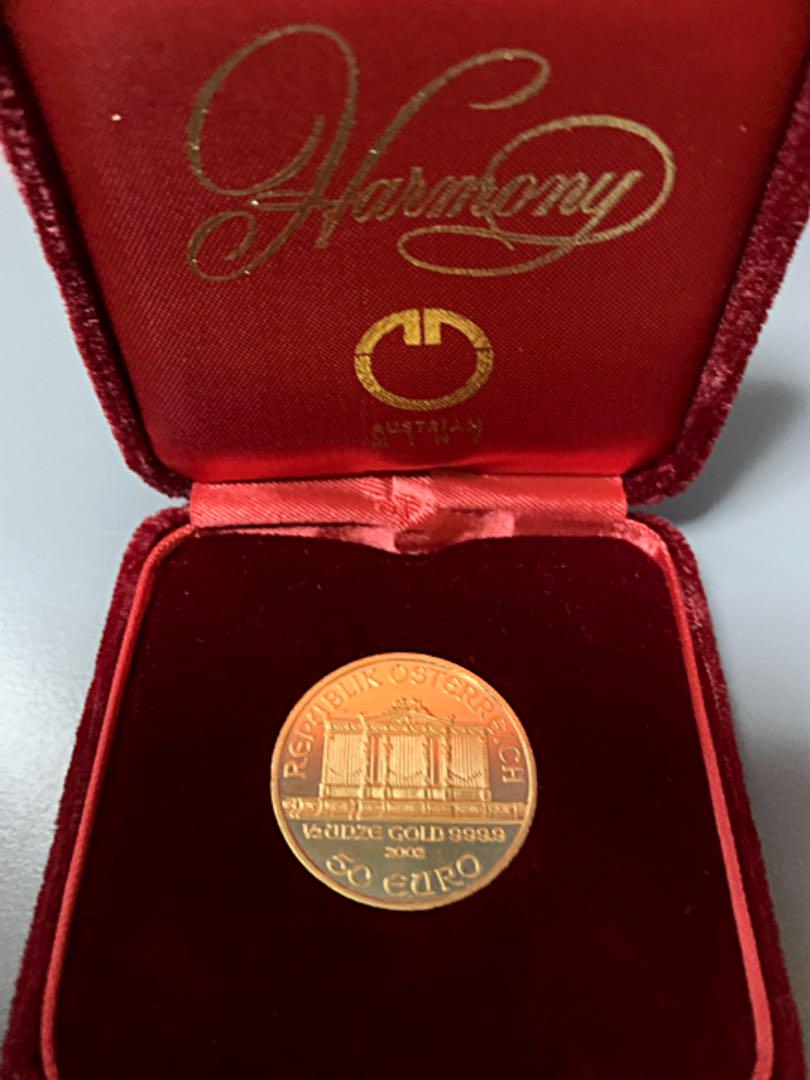 Harmony
AUSTRIAN
MINT
REPUBLIK ÖSTERREICH
1/2 UNZE GOLD 999.9
2002
50 EURO